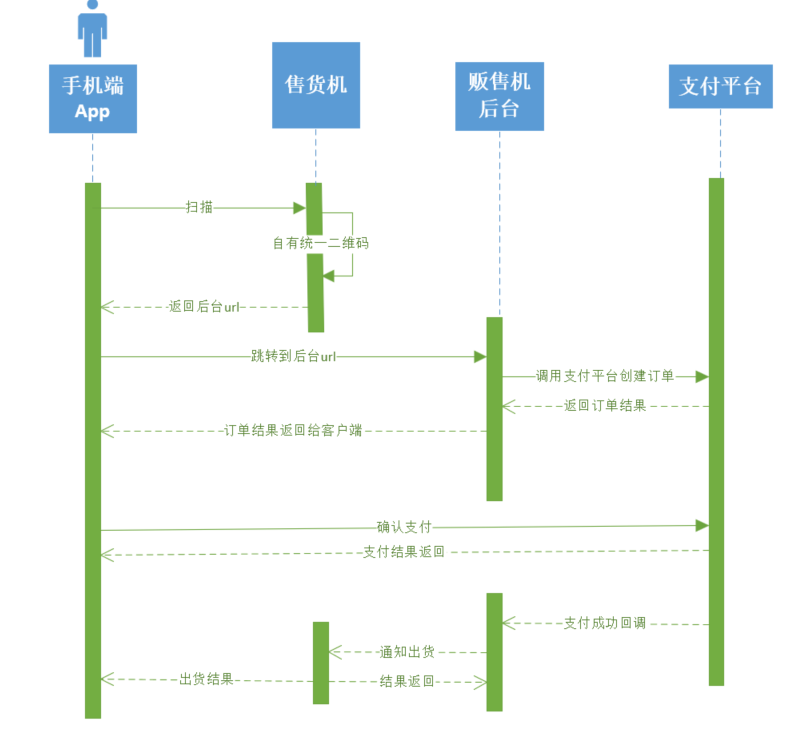 手机端
App
售货机
贩售机
后台
支付平台
扫描
自有统一二维码
返回后台url
跳转到后台url
调用支付平台创建订单
返回订单结果
订单结果返回给客户端
确认支付
支付结果返回
支付成功回调
通知出货
出货结果
结果返回